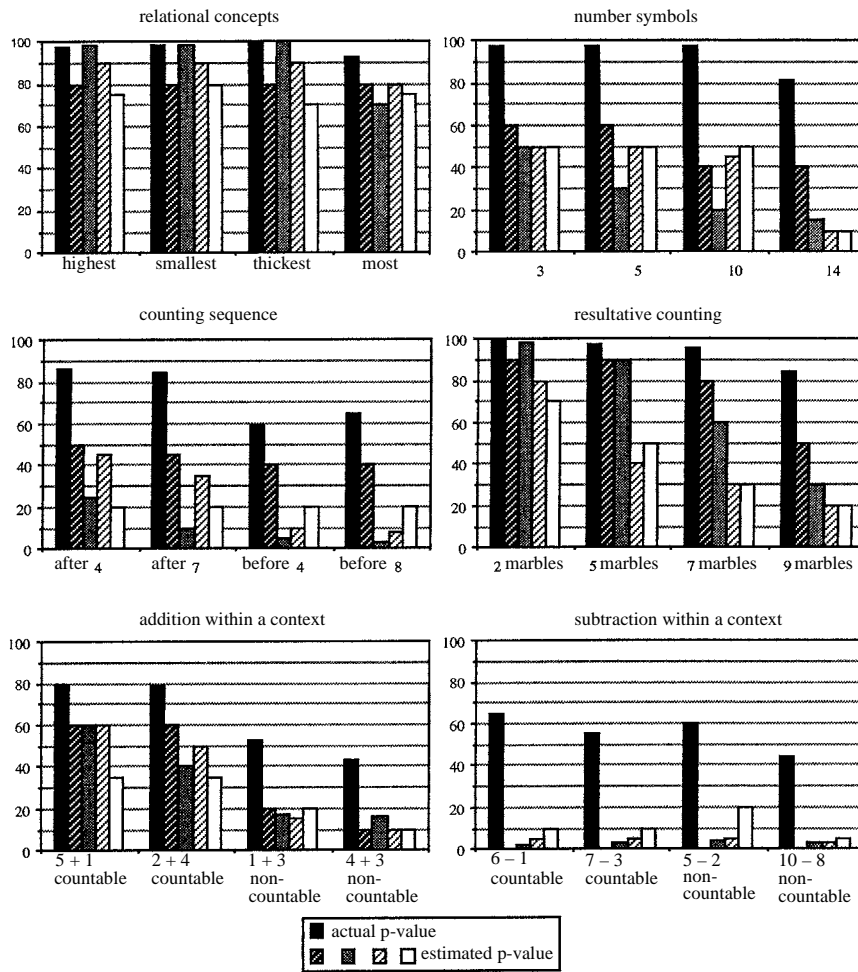 relational concepts
100
80
60
40
20
0
highest smallest thickest most
number symbols
100
80
60
40
20
0
3 5 10 14
counting sequence
100
80
60
40
20
0
after 4 after 7 before 4 before 8
resultative counting
100
80
60
40
20
0
2 marbles 5 marbles 7 marbles 9 marbles
addition within a context
100
80
60
40
20
0
5 + 1 2 + 4 1 + 3 4 + 3
countable countable non- non-
countable countable
subtraction within a context
100
80
60
40
20
0
6 – 1 7 – 3 5 – 2 10 – 8
countable countable non- non-
countable countable
actual p-value
estimated p-value